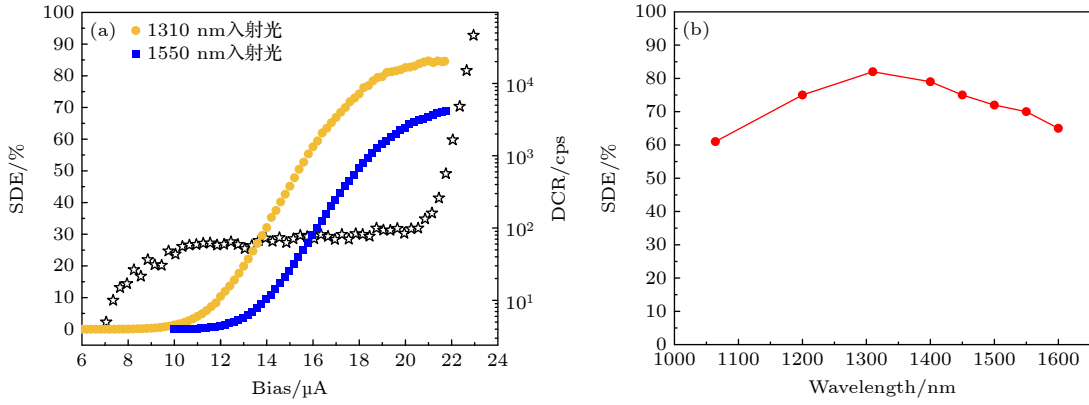 (a)
1310 nm入射光
1550 nm入射光
100
90
80
70
60
50
40
30
20
10
0
SDE/%
10⁴
10³
10²
10¹
DCR/cps
6 8 10 12 14 16 18 20 22 24
Bias/µA
(b)
100
90
80
70
60
50
40
30
20
10
0
SDE/%
1000 1100 1200 1300 1400 1500 1600
Wavelength/nm